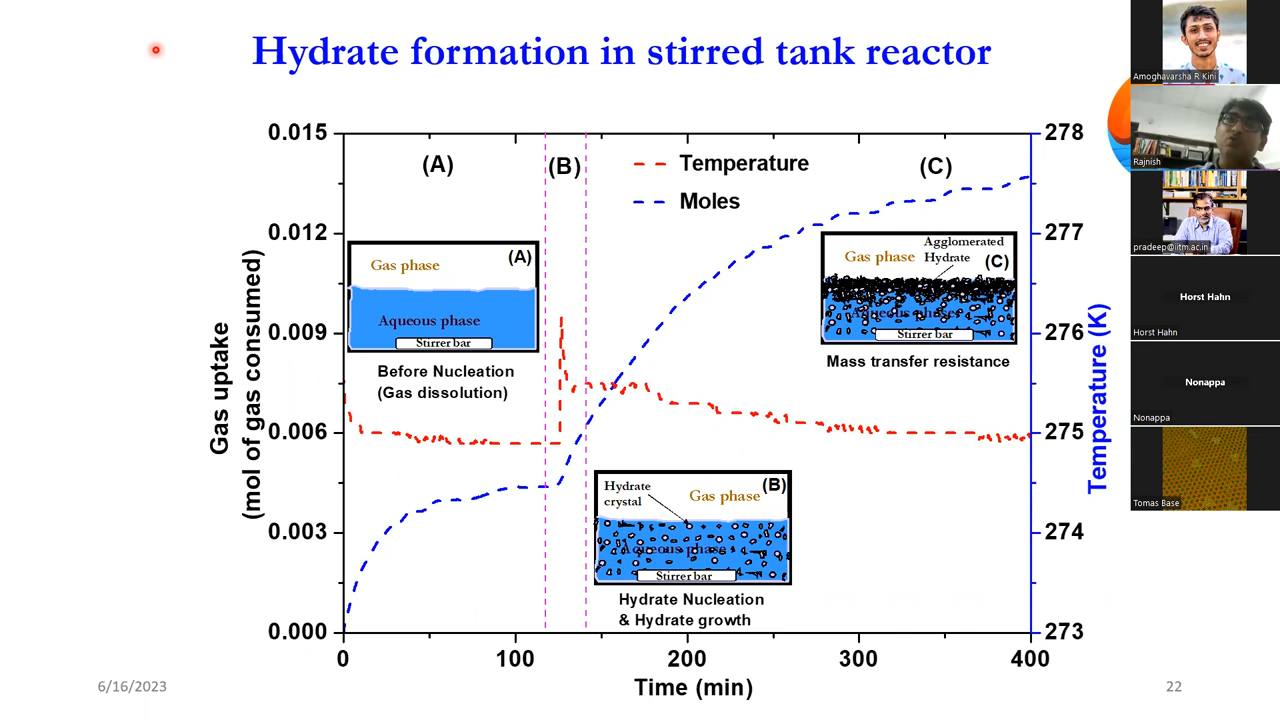 Hydrate formation in stirred tank reactor
0.015
0.012
0.009
0.006
0.003
0.000
Gas uptake
(mol of gas consumed)
(A)
(B)
(C)
Temperature
Moles
(A)
Gas phase
Aqueous phase
Stirrer bar
Before Nucleation
(Gas dissolution)
Hydrate
crystal
(B)
Gas phase
Aqueous phase
Stirrer bar
Hydrate Nucleation
& Hydrate growth
Agglomerated
Gas phase
Hydrate
(C)
Aqueous phase
Stirrer bar
Mass transfer resistance
278
277
276
275
274
273
Temperature (K)
0
100
200
300
400
Time (min)
6/16/2023
22
Amoghavarsha R Kini
Rajnish
pradeep@iitm.ac.in
Horst Hahn
Horst Hahn
Nonappa
Nonappa
Tomas Base